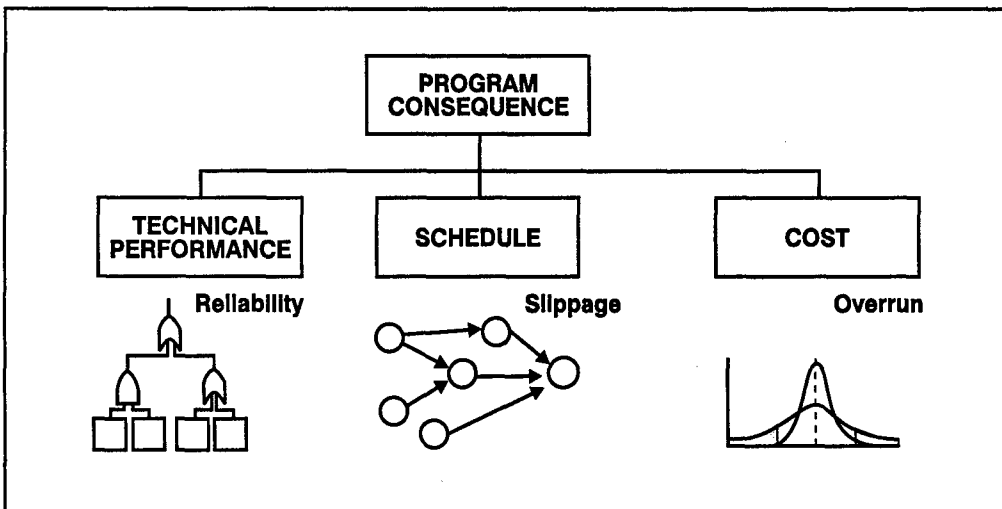 PROGRAM
CONSEQUENCE
TECHNICAL
PERFORMANCE
SCHEDULE
COST
Reliability
Slippage
Overrun